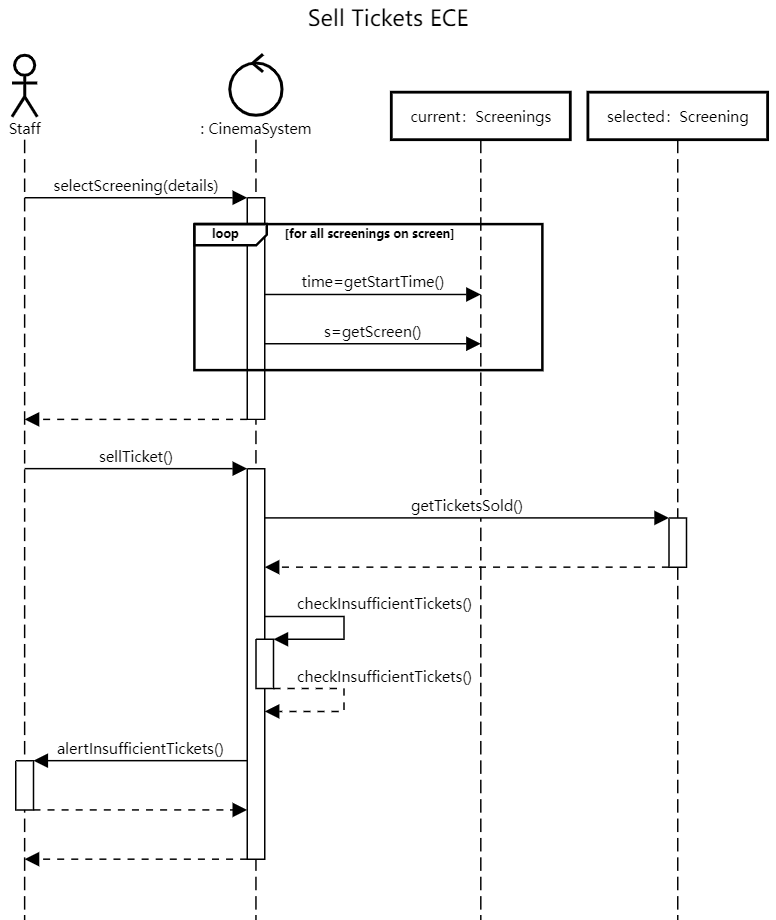 Sell Tickets ECE
Staff
: CinemaSystem
current: Screenings
selected: Screening
selectScreening(details)
loop
[for all screenings on screen]
time=getStartTime()
s=getScreen()
sellTicket()
getTicketsSold()
checkInsufficientTickets()
checkInsufficientTickets()
alertInsufficientTickets()